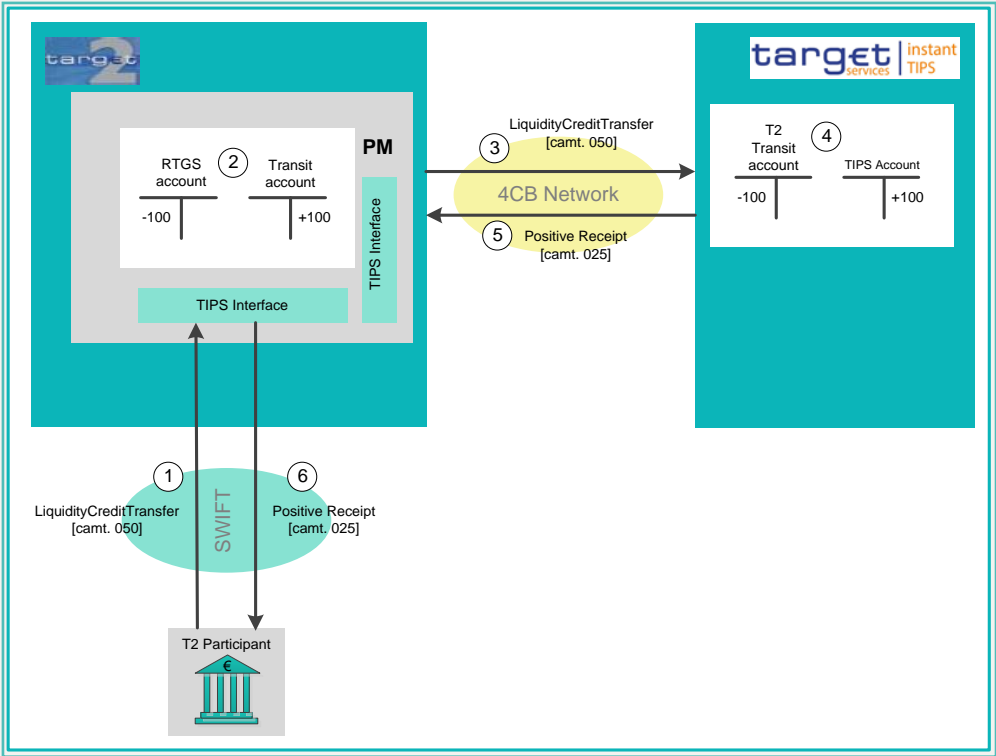 target
2
target
services
instant
TIPS
PM
RTGS
account
2
Transit
account
-100
+100
TIPS Interface
TIPS Interface
LiquidityCreditTransfer
[camt. 050]
3
4CB Network
5
Positive Receipt
[camt. 025]
T2
Transit
account
4
TIPS Account
-100
+100
1
6
LiquidityCreditTransfer
[camt. 050]
SWIFT
Positive Receipt
[camt. 025]
T2 Participant
€